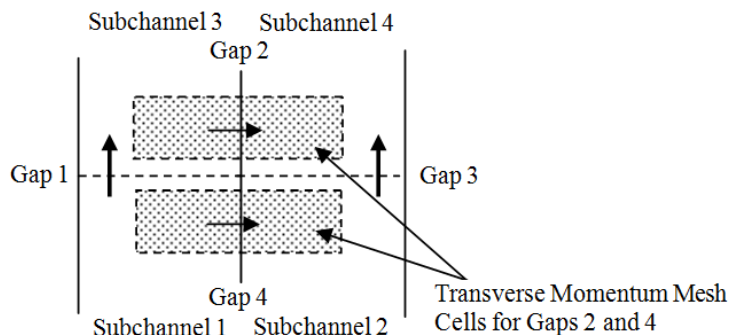 Subchannel 3
Subchannel 4
Gap 2
Gap 1
Gap 3
Gap 4
Subchannel 1
Subchannel 2
Transverse Momentum Mesh
Cells for Gaps 2 and 4